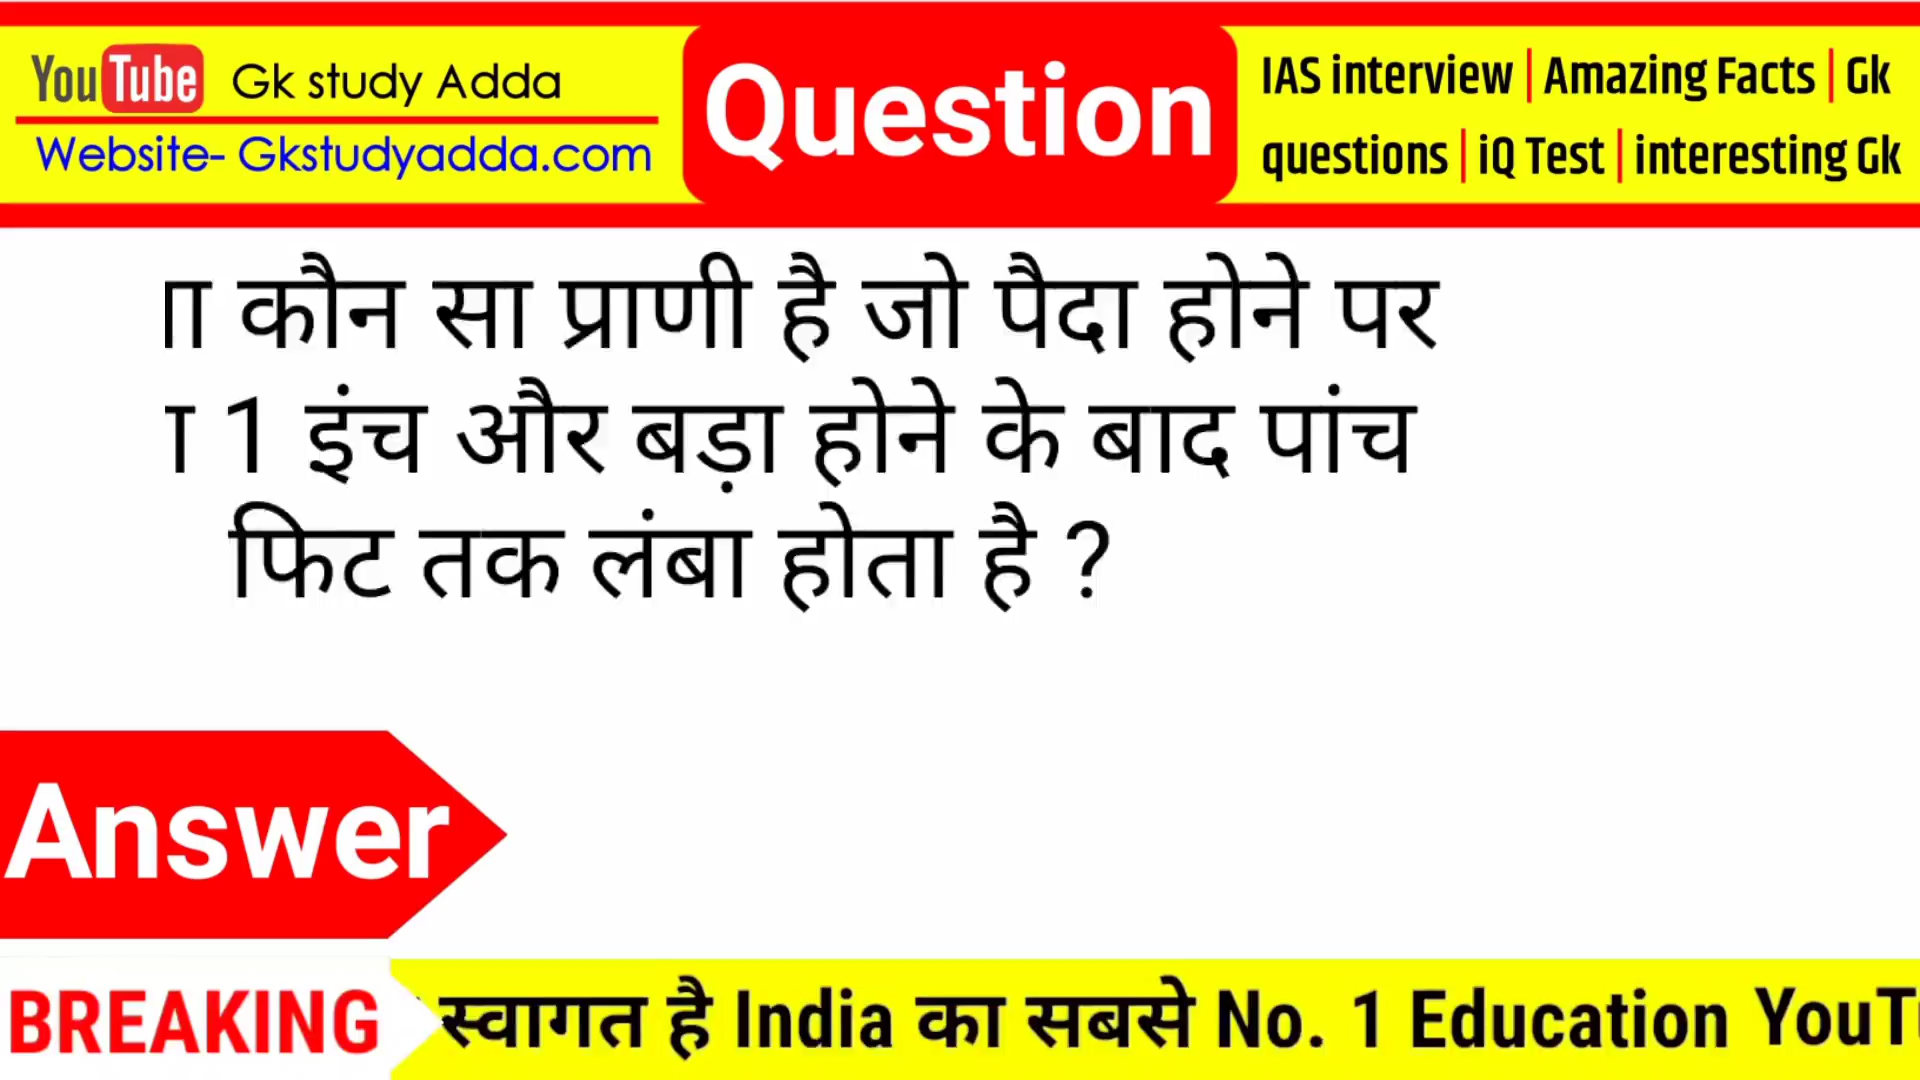 YouTube Gk study Adda
Website- Gkstudyadda.com
Question
IAS interview | Amazing Facts | Gk
questions | iQ Test | interesting Gk
कौन सा प्राणी है जो पैदा होने पर
1 इंच और बड़ा होने के बाद पांच
फिट तक लंबा होता है ?
Answer
BREAKING
स्वागत है India का सबसे No. 1 Education YouT